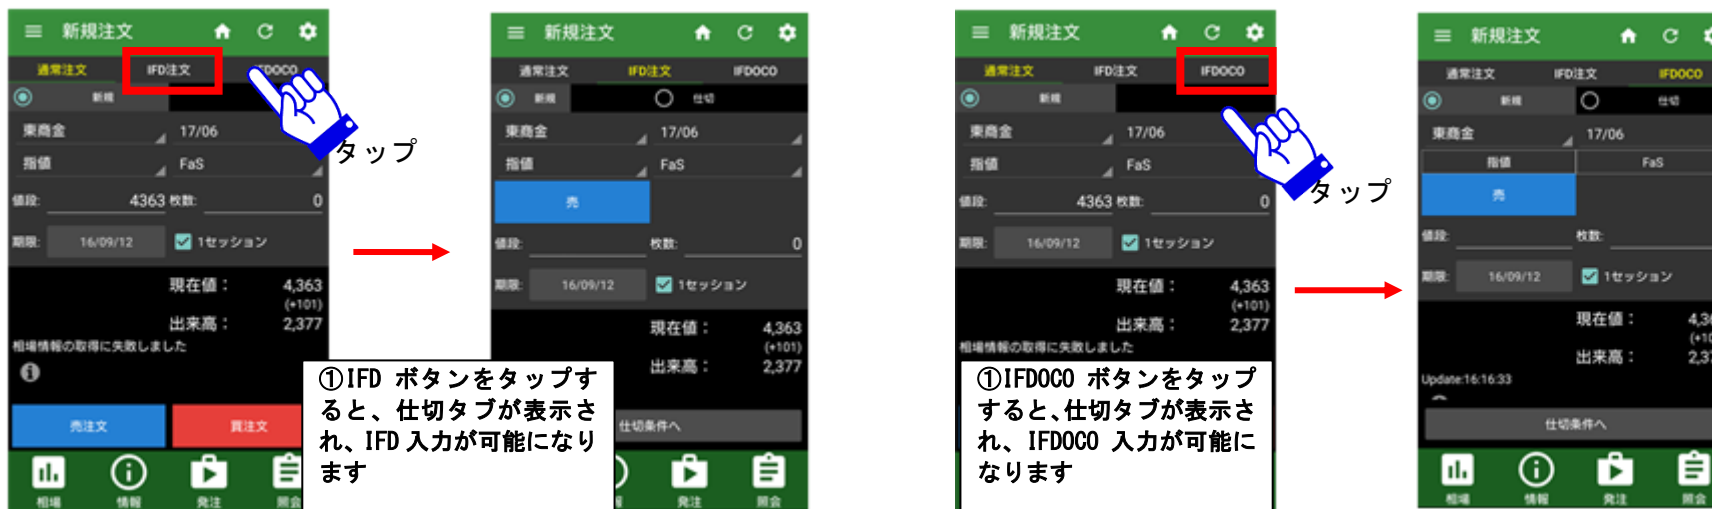 新規注文
通常注文 IFD注文 IFDOCO
新規
東商金 17/06
指値 FaS
値段: 4363 枚数: 0
期限: 16/09/12 1セッション
現在値： 4,363
(+101)
出来高： 2,377
相場情報の取得に失敗しました
売注文 買注文
相場 情報 発注 照会
タップ
①IFD ボタンをタップす
ると、仕切タブが表示さ
れ、IFD 入力が可能になり
ます
新規注文
通常注文 IFD注文 IFDOCO
新規 仕切
東商金 17/06
指値 FaS
売
値段: 枚数: 0
期限: 16/09/12 1セッション
現在値： 4,363
(+101)
出来高： 2,377
仕切条件へ
発注 照会
新規注文
通常注文 IFD注文 IFDOCO
新規
東商金 17/06
指値 FaS
値段: 4363 枚数: 0
期限: 16/09/12 1セッション
現在値： 4,363
(+101)
出来高： 2,377
相場情報の取得に失敗しました
タップ
①IFDOCO ボタンをタップ
すると、仕切タブが表示さ
れ、IFDOCO 入力が可能に
なります
新規注文
通常注文 IFD注文 IFDOCO
新規 仕切
東商金 17/06
指値 FaS
売
値段: 枚数:
期限: 16/09/12 1セッション
現在値： 4,36
(+10
出来高： 2,37
Update:16:16:33
仕切条件へ
相場 情報 発注 照会